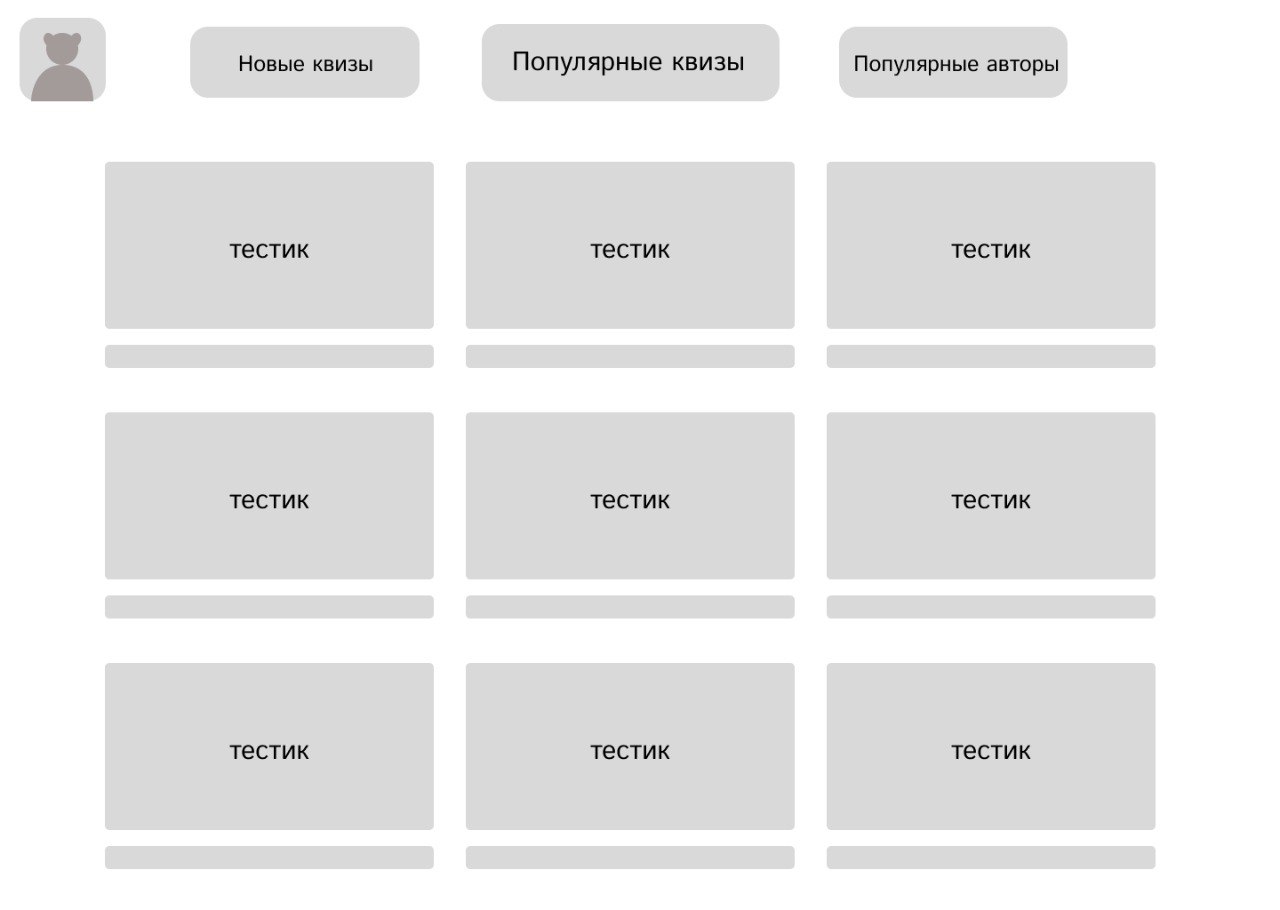 Новые квизы
Популярные квизы
Популярные авторы
тестик
тестик
тестик
тестик
тестик
тестик
тестик
тестик
тестик